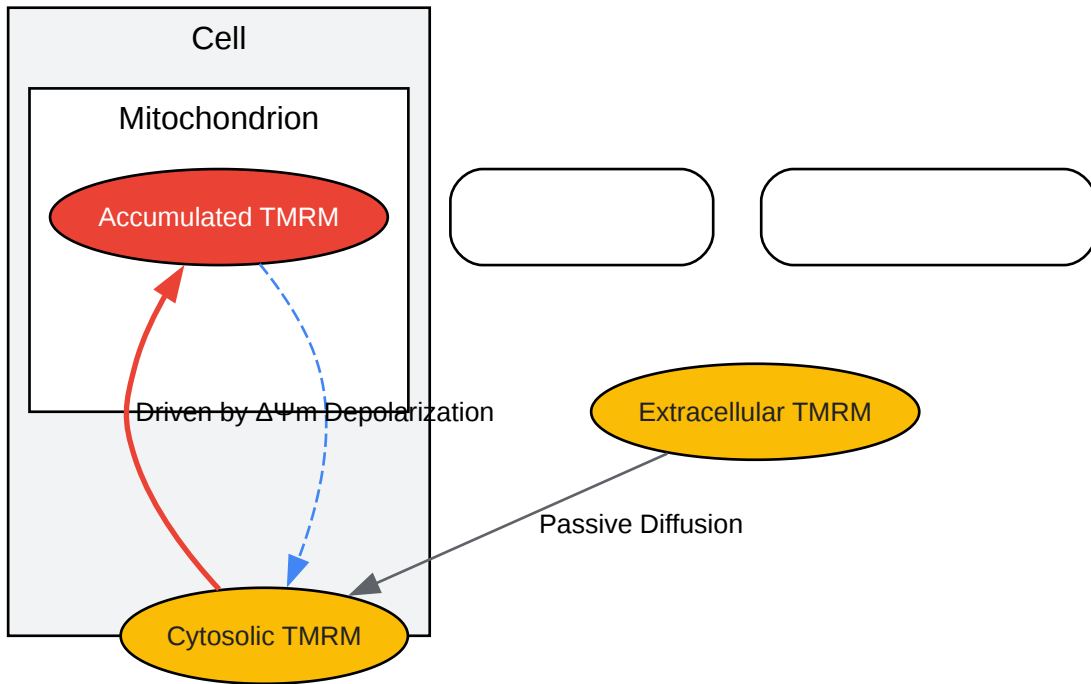 Cell
Mitochondrion
Accumulated TMRM
Driven by ΔΨm
Depolarization
Extracellular TMRM
Passive Diffusion
Cytosolic TMRM